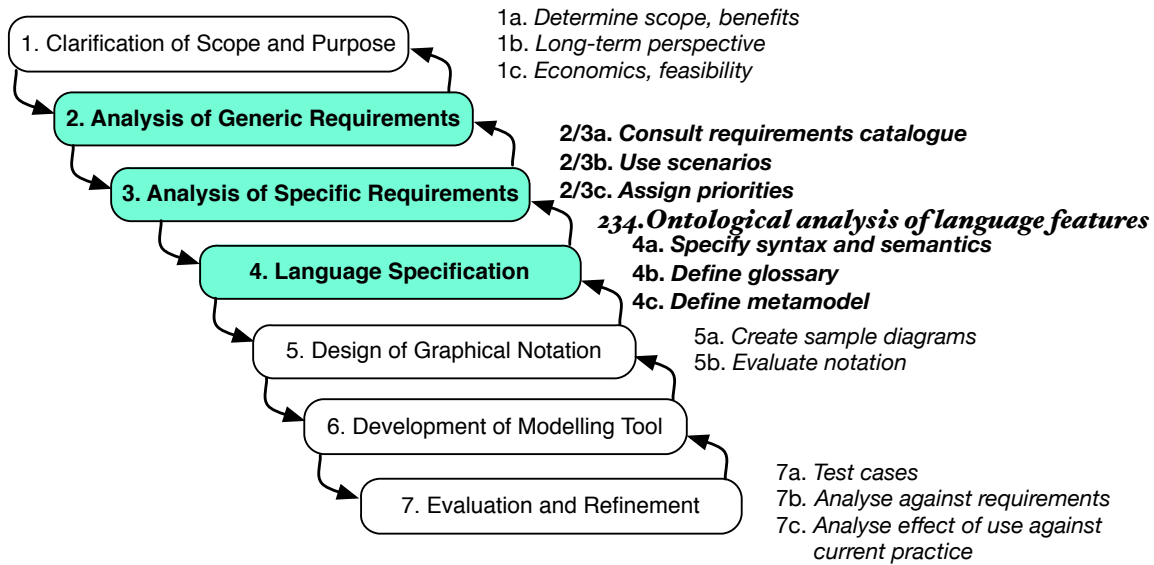 1a. Determine scope, benefits
1. Clarification of Scope and Purpose
1b. Long-term perspective
1c. Economics, feasibility
2. Analysis of Generic Requirements
2/3a. Consult requirements catalogue
2/3b. Use scenarios
3. Analysis of Specific Requirements
2/3c. Assign priorities
234.Ontological analysis of language features
4a. Specify syntax and semantics
4. Language Specification
4b. Define glossary
4c. Define metamodel
5a. Create sample diagrams
5. Design of Graphical Notation
5b. Evaluate notation
6. Development of Modelling Tool
7a. Test cases
7. Evaluation and Refinement
7b. Analyse against requirements
7c. Analyse effect of use against
current practice